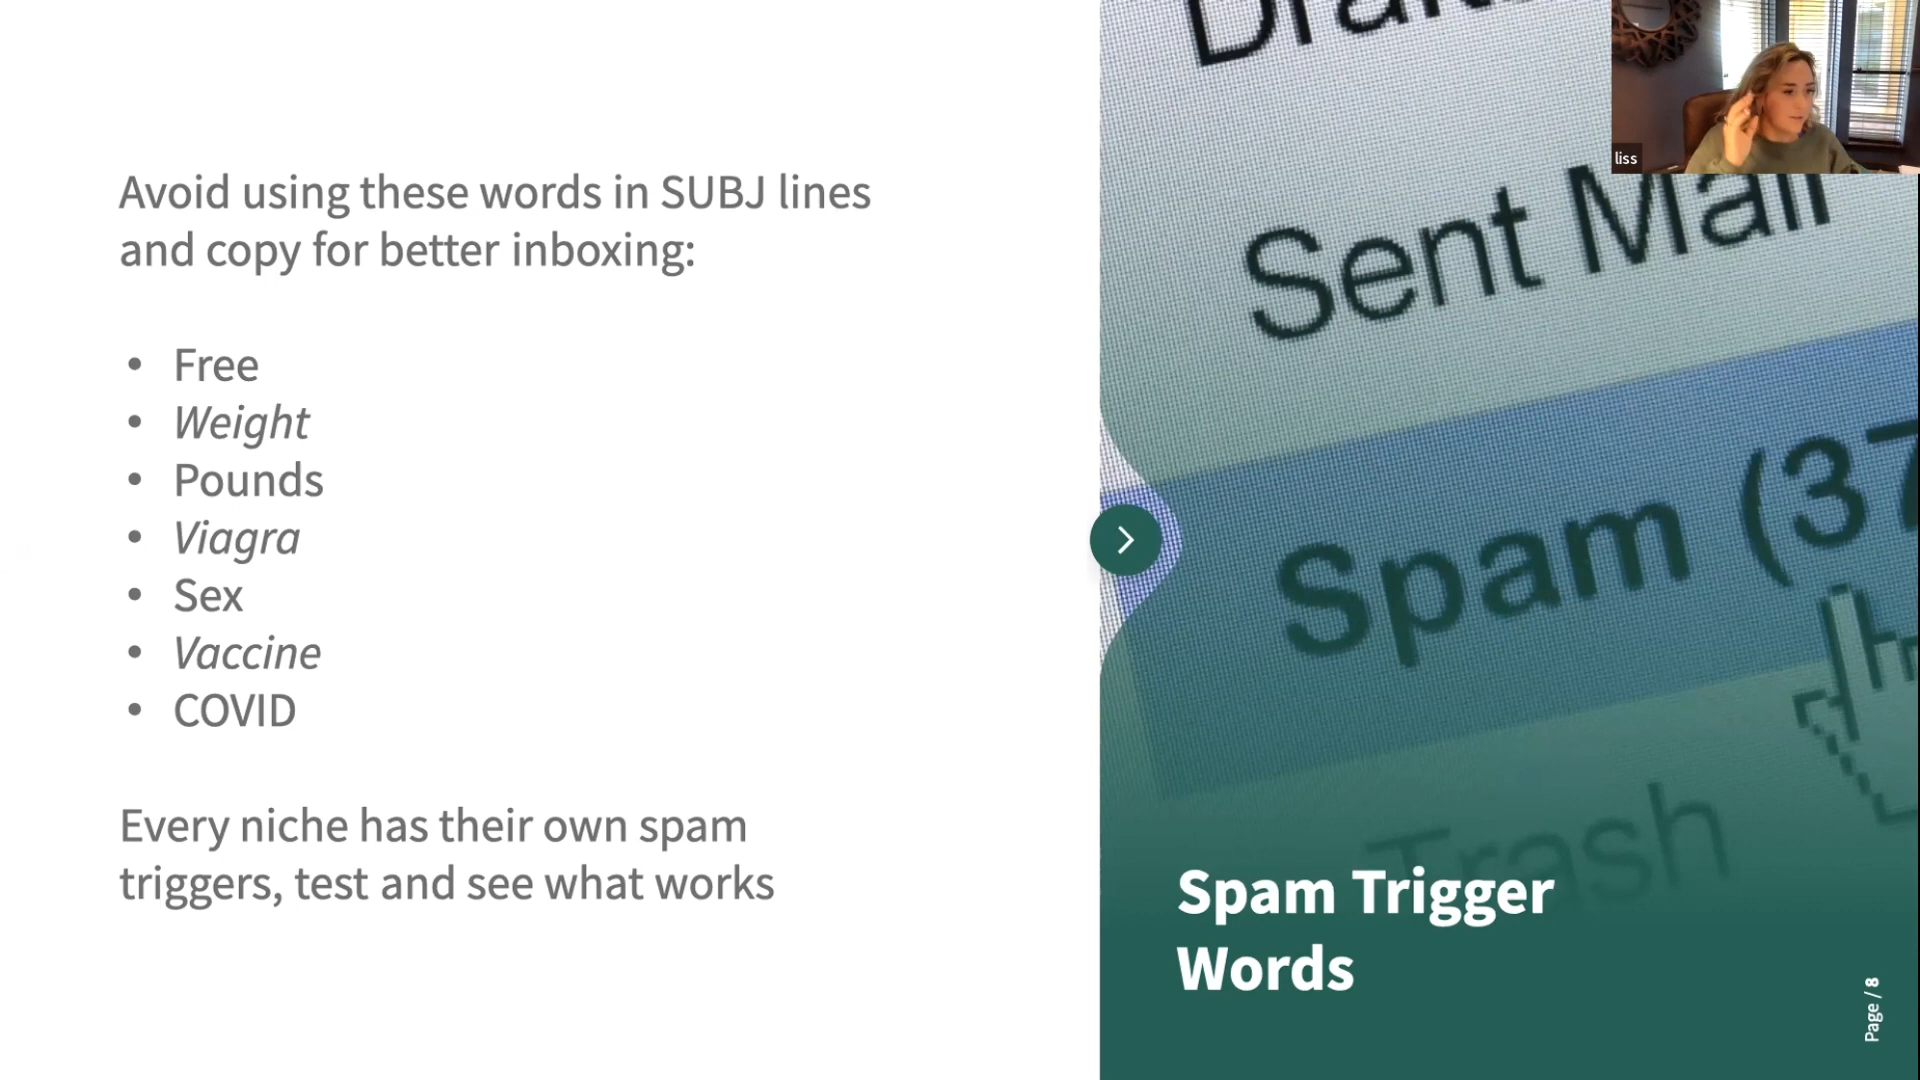 Avoid using these words in SUBJ lines
and copy for better inboxing:
• Free
• Weight
• Pounds
• Viagra
• Sex
• Vaccine
• COVID
Every niche has their own spam
triggers, test and see what works
Sent Mail
Spam (37
Trash
Spam Trigger
Words
Page / 8
liss